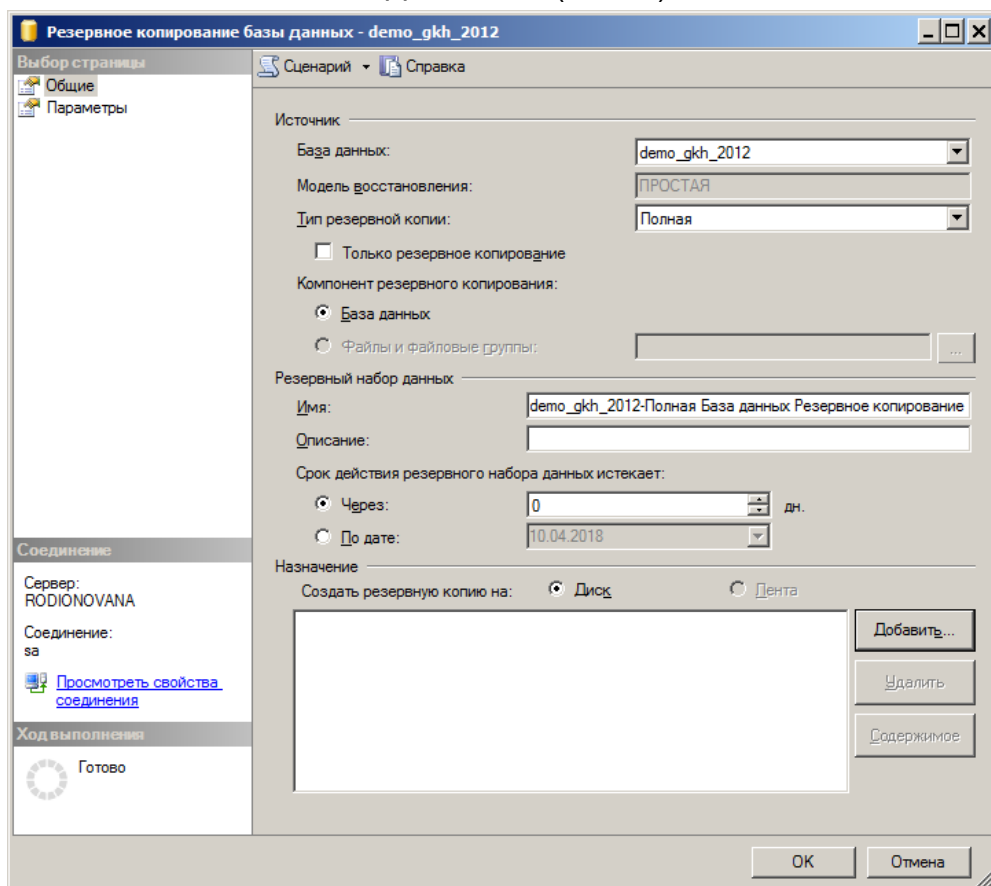 Резервное копирование базы данных - demo_gkh_2012
Выбор страницы
Общие
Параметры
Сценарий
Справка
Источник
База данных:
demo_gkh_2012
Модель восстановления:
ПРОСТАЯ
Тип резервной копии:
Полная
Только резервное копирование
Компонент резервного копирования:
База данных
Файлы и файловые группы:
...
Резервный набор данных
Имя:
demo_gkh_2012-Полная База данных Резервное копирование
Описание:
Срок действия резервного набора данных истекает:
Через:
0
дн.
По дате:
10.04.2018
Назначение
Создать резервную копию на:
Диск
Лента
Добавить...
Удалить
Содержимое
Соединение
Сервер:
RODIONOVANA
Соединение:
sa
Просмотреть свойства
соединения
Ход выполнения
Готово
OK
Отмена